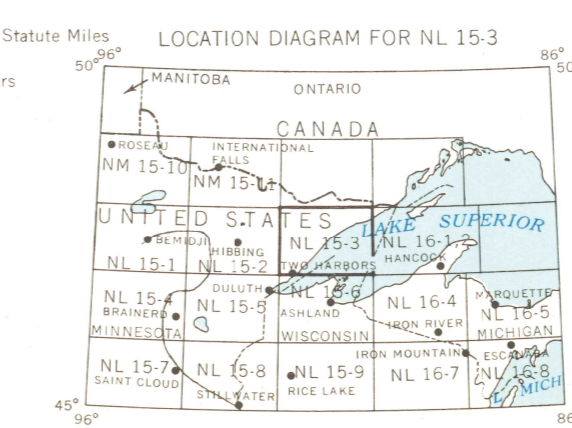 Statute Miles
LOCATION DIAGRAM FOR NL 15-3
96°
86°
50°
50
rs
MANITOBA
ONTARIO
CANADA
ROSEAU
NM 15-10
INTERNATIONAL
FALLS
NM 15-11
UNITED STATES
LAKE SUPERIOR
BEMIDJI
NL 15-1
HIBBING
NL 15-2
NL 15-3
TWO HARBORS
NL 16-1
HANCOCK
NL 15-4
BRAINERD
MINNESOTA
DULUTH
NL 15-5
NL 15-6
ASHLAND
WISCONSIN
NL 16-4
IRON RIVER
MARQUETTE
NL 16-5
MICHIGAN
NL 15-7
SAINT CLOUD
NL 15-8
STILLWATER
NL 15-9
RICE LAKE
IRON MOUNTAIN
NL 16-7
ESCANABA
NL 16-8
L MICH
45°
96°
86